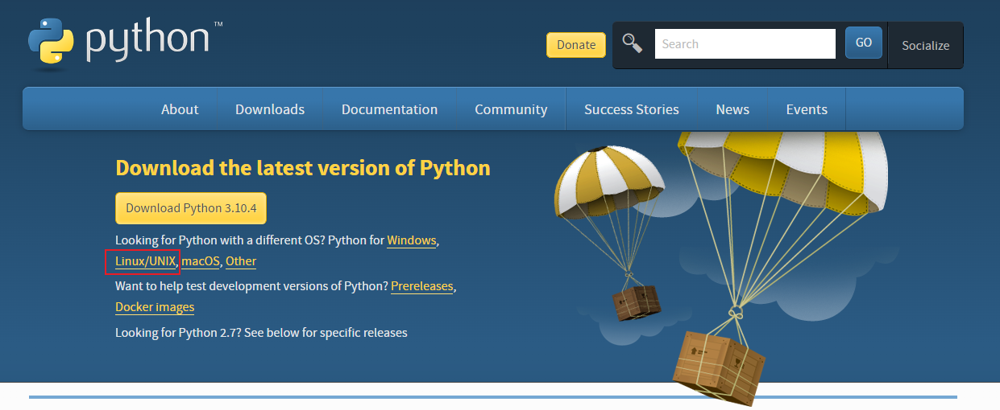 python™
Donate
Search
GO
Socialize
About
Downloads
Documentation
Community
Success Stories
News
Events
Download the latest version of Python
Download Python 3.10.4
Looking for Python with a different OS? Python for Windows,
Linux/UNIX, macOS, Other
Want to help test development versions of Python? Prereleases,
Docker images
Looking for Python 2.7? See below for specific releases